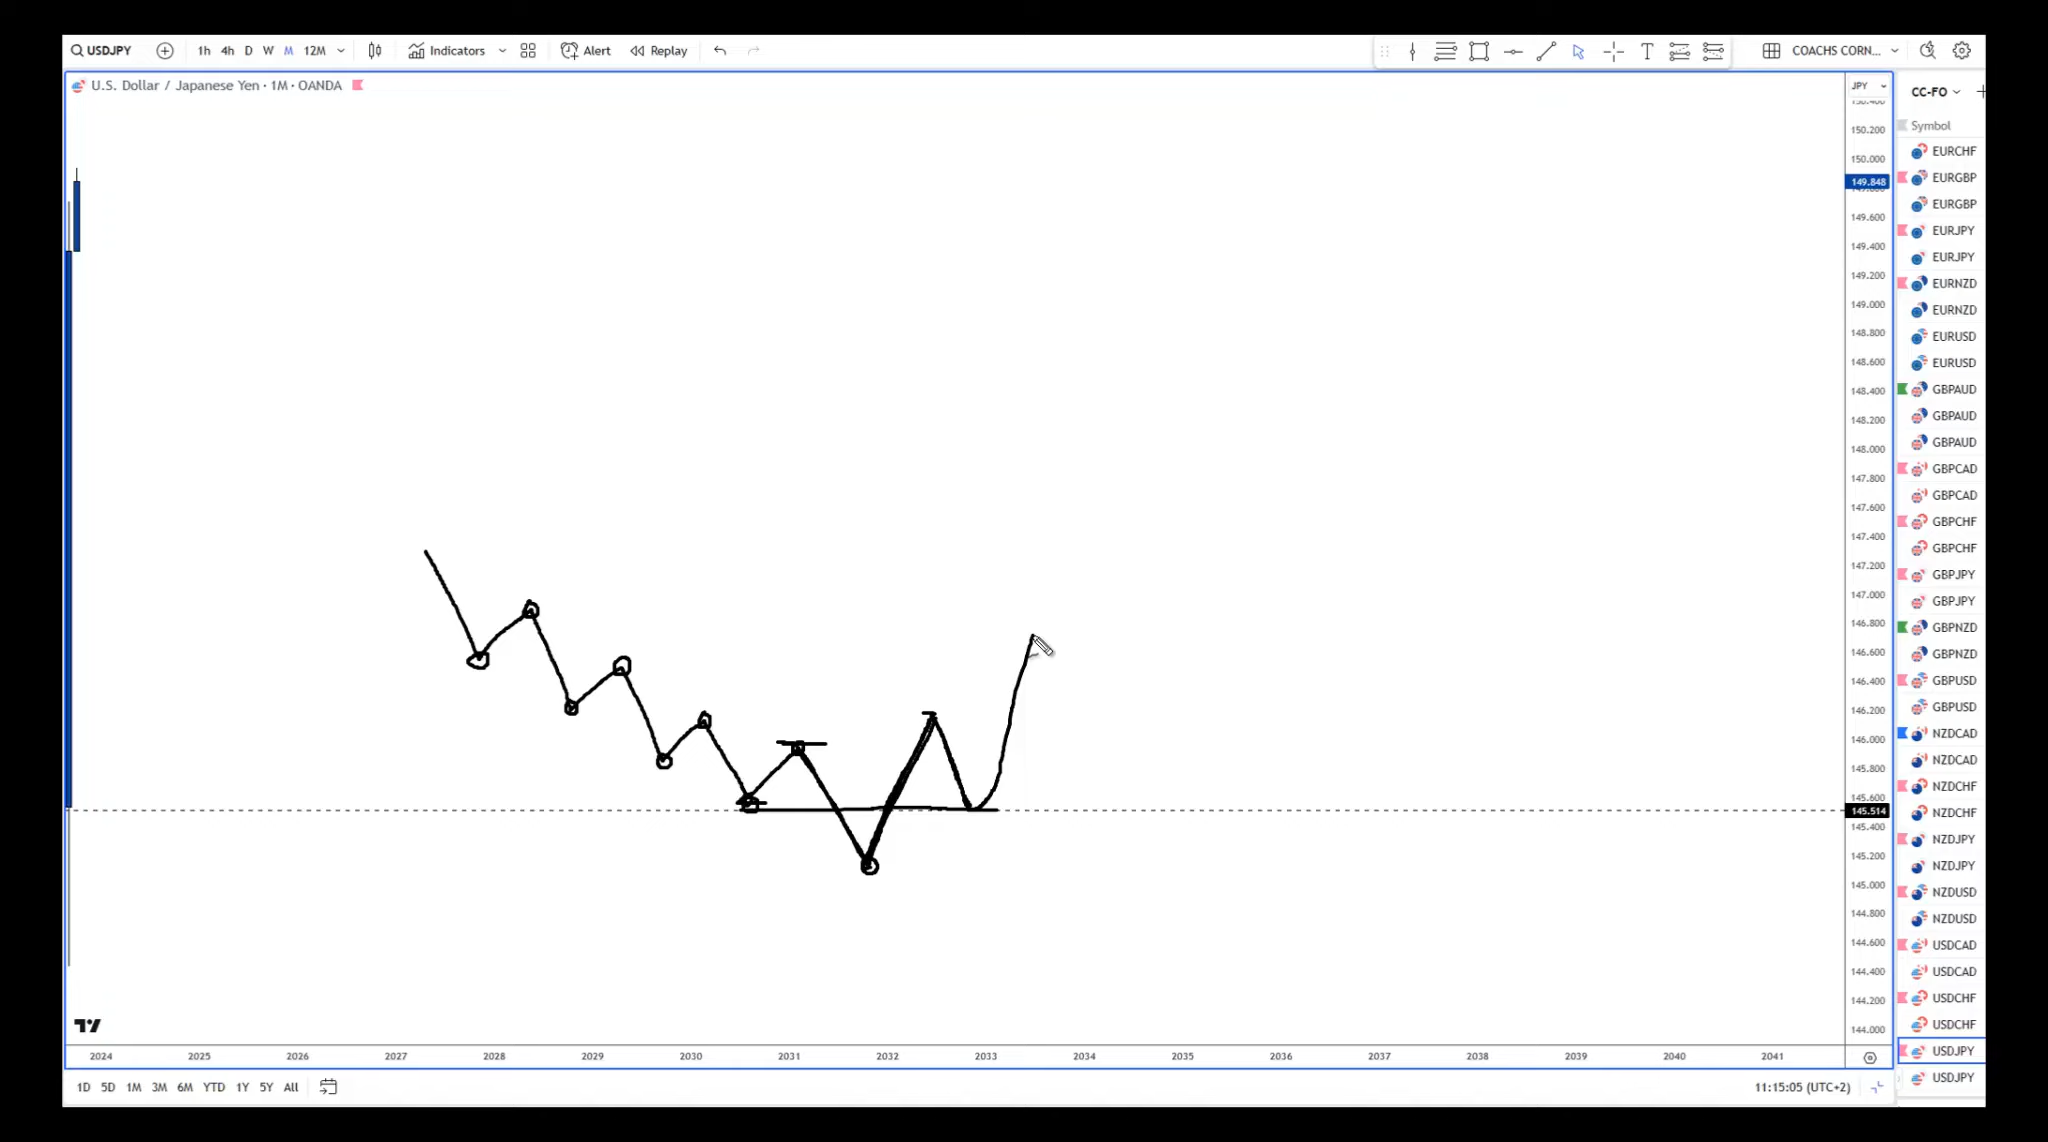 USDJPY 1h 4h D W M 12M Indicators Alert Replay COACHS CORN...
U.S. Dollar / Japanese Yen · 1M · OANDA
JPY
150.200
150.000
149.848
149.600
149.400
149.200
149.000
148.800
148.600
148.400
148.200
148.000
147.800
147.600
147.400
147.200
147.000
146.800
146.600
146.400
146.200
146.000
145.800
145.600
145.514
145.400
145.200
145.000
144.800
144.600
144.400
144.200
144.000
CC-FO
Symbol
EURCHF
EURGBP
EURGBP
EURJPY
EURJPY
EURNZD
EURNZD
EURUSD
EURUSD
GBPAUD
GBPAUD
GBPAUD
GBPCAD
GBPCAD
GBPCHF
GBPCHF
GBPJPY
GBPJPY
GBPNZD
GBPNZD
GBPUSD
GBPUSD
NZDCAD
NZDCAD
NZDCHF
NZDCHF
NZDJPY
NZDJPY
NZDUSD
NZDUSD
USDCAD
USDCAD
USDCHF
USDCHF
USDJPY
USDJPY
2024 2025 2026 2027 2028 2029 2030 2031 2032 2033 2034 2035 2036 2037 2038 2039 2040 2041
1D 5D 1M 3M 6M YTD 1Y 5Y All 11:15:05 (UTC+2)